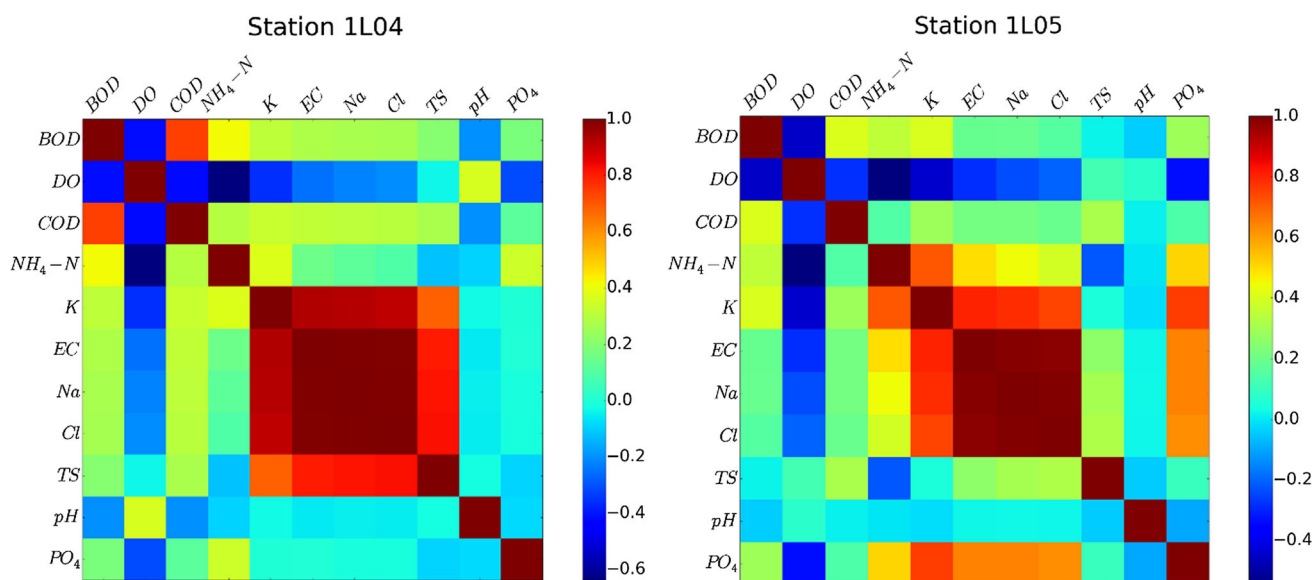 Station 1L04
BOD DO COD NH₄−N K EC Na Cl TS pH PO₄
BOD
DO
COD
NH₄−N
K
EC
Na
Cl
TS
pH
PO₄
1.0
0.8
0.6
0.4
0.2
0.0
−0.2
−0.4
−0.6
Station 1L05
BOD DO COD NH₄−N K EC Na Cl TS pH PO₄
BOD
DO
COD
NH₄−N
K
EC
Na
Cl
TS
pH
PO₄
1.0
0.8
0.6
0.4
0.2
0.0
−0.2
−0.4